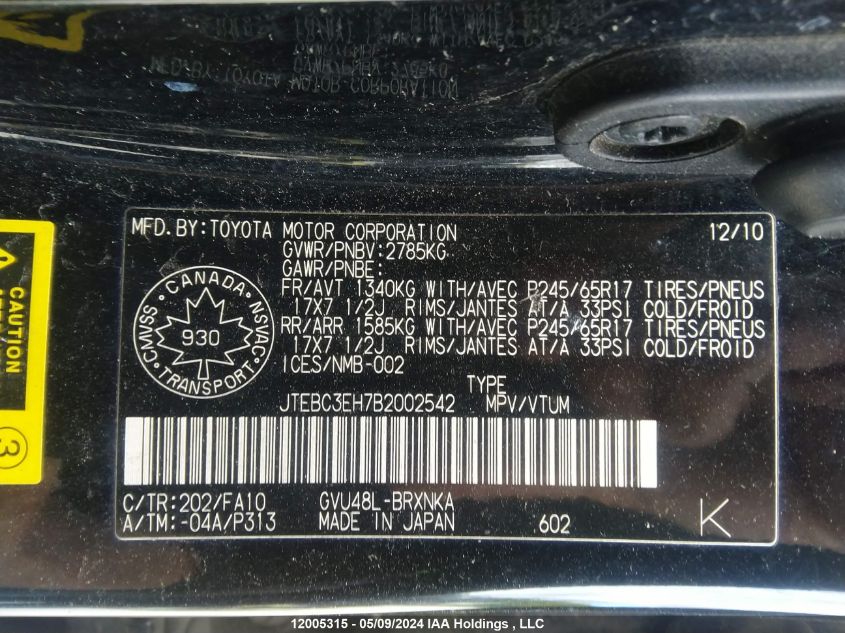 MFD.BY:TOYOTA MOTOR CORPORATION 12/10
GVWR/PNBV:2785KG
GAWR/PNBE:
FR/AVT 1340KG WITH/AVEC P245/65R17 TIRES/PNEUS
17X7 1/2J RIMS/JANTES AT/A 33PSI COLD/FROID
RR/ARR 1585KG WITH/AVEC P245/65R17 TIRES/PNEUS
17X7 1/2J RIMS/JANTES AT/A 33PSI COLD/FROID
ICES/NMB-002
CANADA
CMVSS NSVAC
930
TRANSPORT
TYPE
JTEBC3EH7B2002542 MPV/VTUM
C/TR:202/FA10 GVU48L-BRXNKA
A/TM:-04A/P313 MADE IN JAPAN 602 K
CAUTION
3
12005315 - 05/09/2024 IAA Holdings , LLC